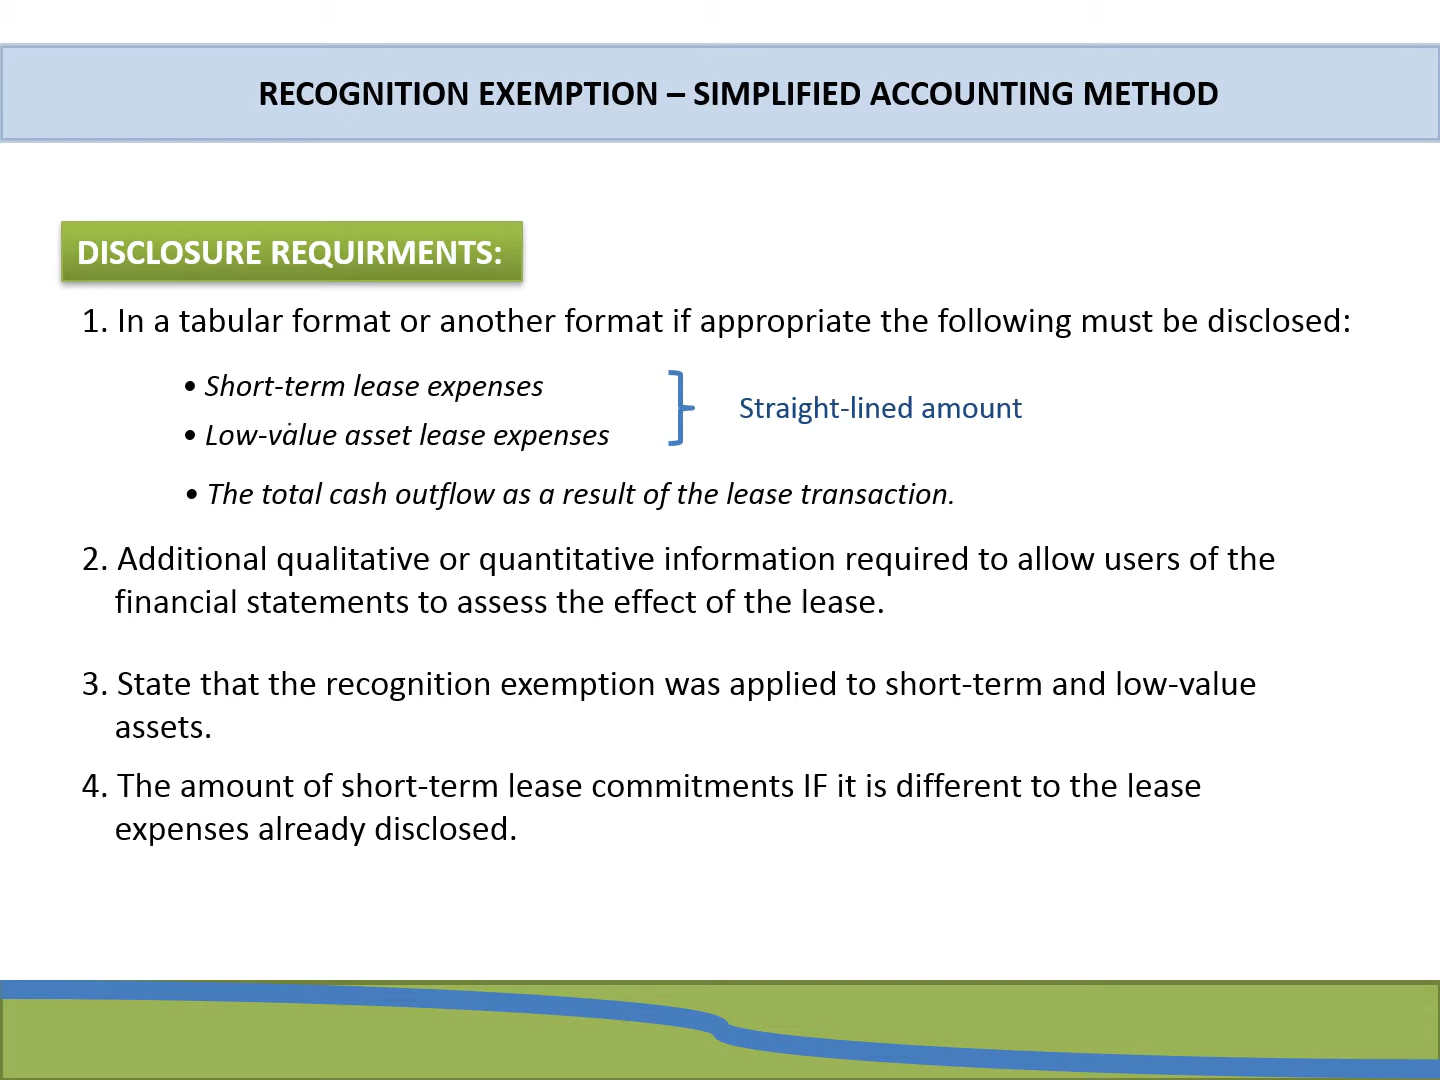 RECOGNITION EXEMPTION – SIMPLIFIED ACCOUNTING METHOD
DISCLOSURE REQUIRMENTS:
1. In a tabular format or another format if appropriate the following must be disclosed:
• Short-term lease expenses
• Low-value asset lease expenses
Straight-lined amount
• The total cash outflow as a result of the lease transaction.
2. Additional qualitative or quantitative information required to allow users of the
financial statements to assess the effect of the lease.
3. State that the recognition exemption was applied to short-term and low-value
assets.
4. The amount of short-term lease commitments IF it is different to the lease
expenses already disclosed.